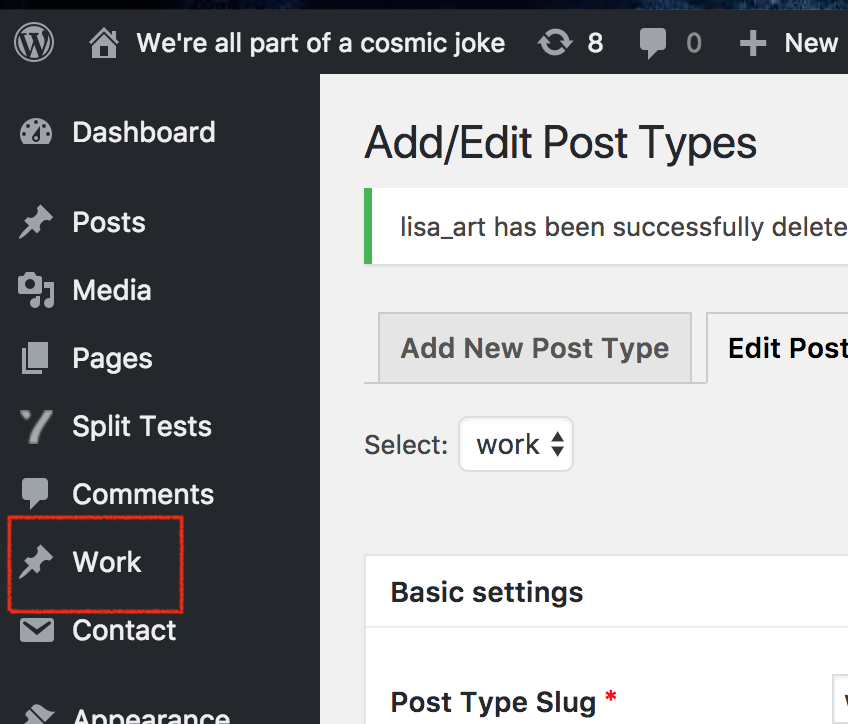 We're all part of a cosmic joke 8 0 New
Dashboard
Posts
Media
Pages
Split Tests
Comments
Work
Contact
Appearance
Add/Edit Post Types
lisa_art has been successfully delete
Add New Post Type
Edit Post
Select: work
Basic settings
Post Type Slug *